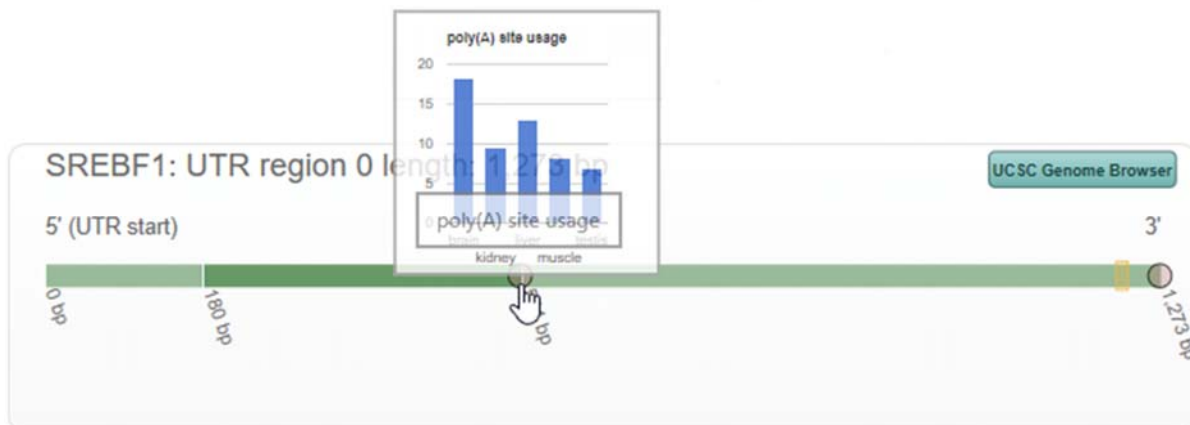 poly(A) site usage
20
15
10
5
0
poly(A) site usage
brain liver testis
kidney muscle
SREBF1: UTR region 0 length: 1,273 bp
UCSC Genome Browser
5' (UTR start)
3'
0 bp
180 bp
bp
1,273 bp